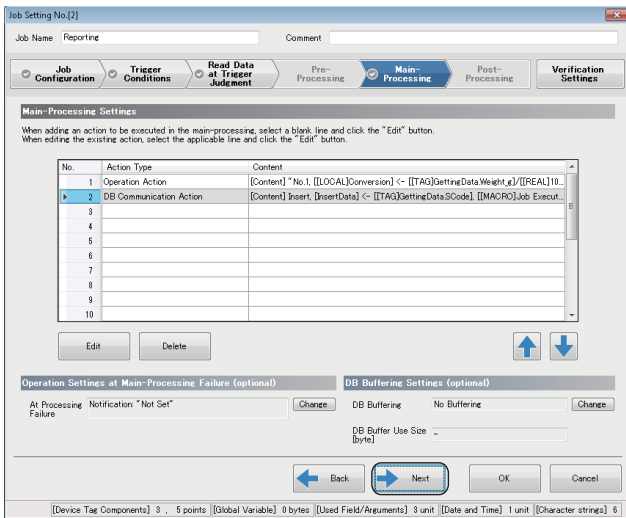 Job Setting No.[2]
Job Name Reporting Comment
Job Configuration
Trigger Conditions
Read Data at Trigger Judgment
Pre-Processing
Main-Processing
Post-Processing
Verification Settings
Main-Processing Settings
When adding an action to be executed in the main-processing, select a blank line and click the "Edit" button.
When editing the existing action, select the applicable line and click the "Edit" button.
No. Action Type Content
1 Operation Action [Content] "No.1, [[LOCAL]Conversion] <- [[TAG]GettingData.Weight_g]/[[REAL]10...
2 DB Communication Action [Content] Insert, [InsertData] <- [[TAG]GettingData.SCode], [[MACRO]Job Execut...
3
4
5
6
7
8
9
10
Edit Delete
Operation Settings at Main-Processing Failure (optional) DB Buffering Settings (optional)
At Processing Failure Notification: "Not Set" Change DB Buffering No Buffering Change
DB Buffer Use Size [byte] _
Back Next OK Cancel
[Device Tag Components] 3 , 5 points [Global Variable] 0 bytes [Used Field/Arguments] 3 unit [Date and Time] 1 unit [Character strings] 6